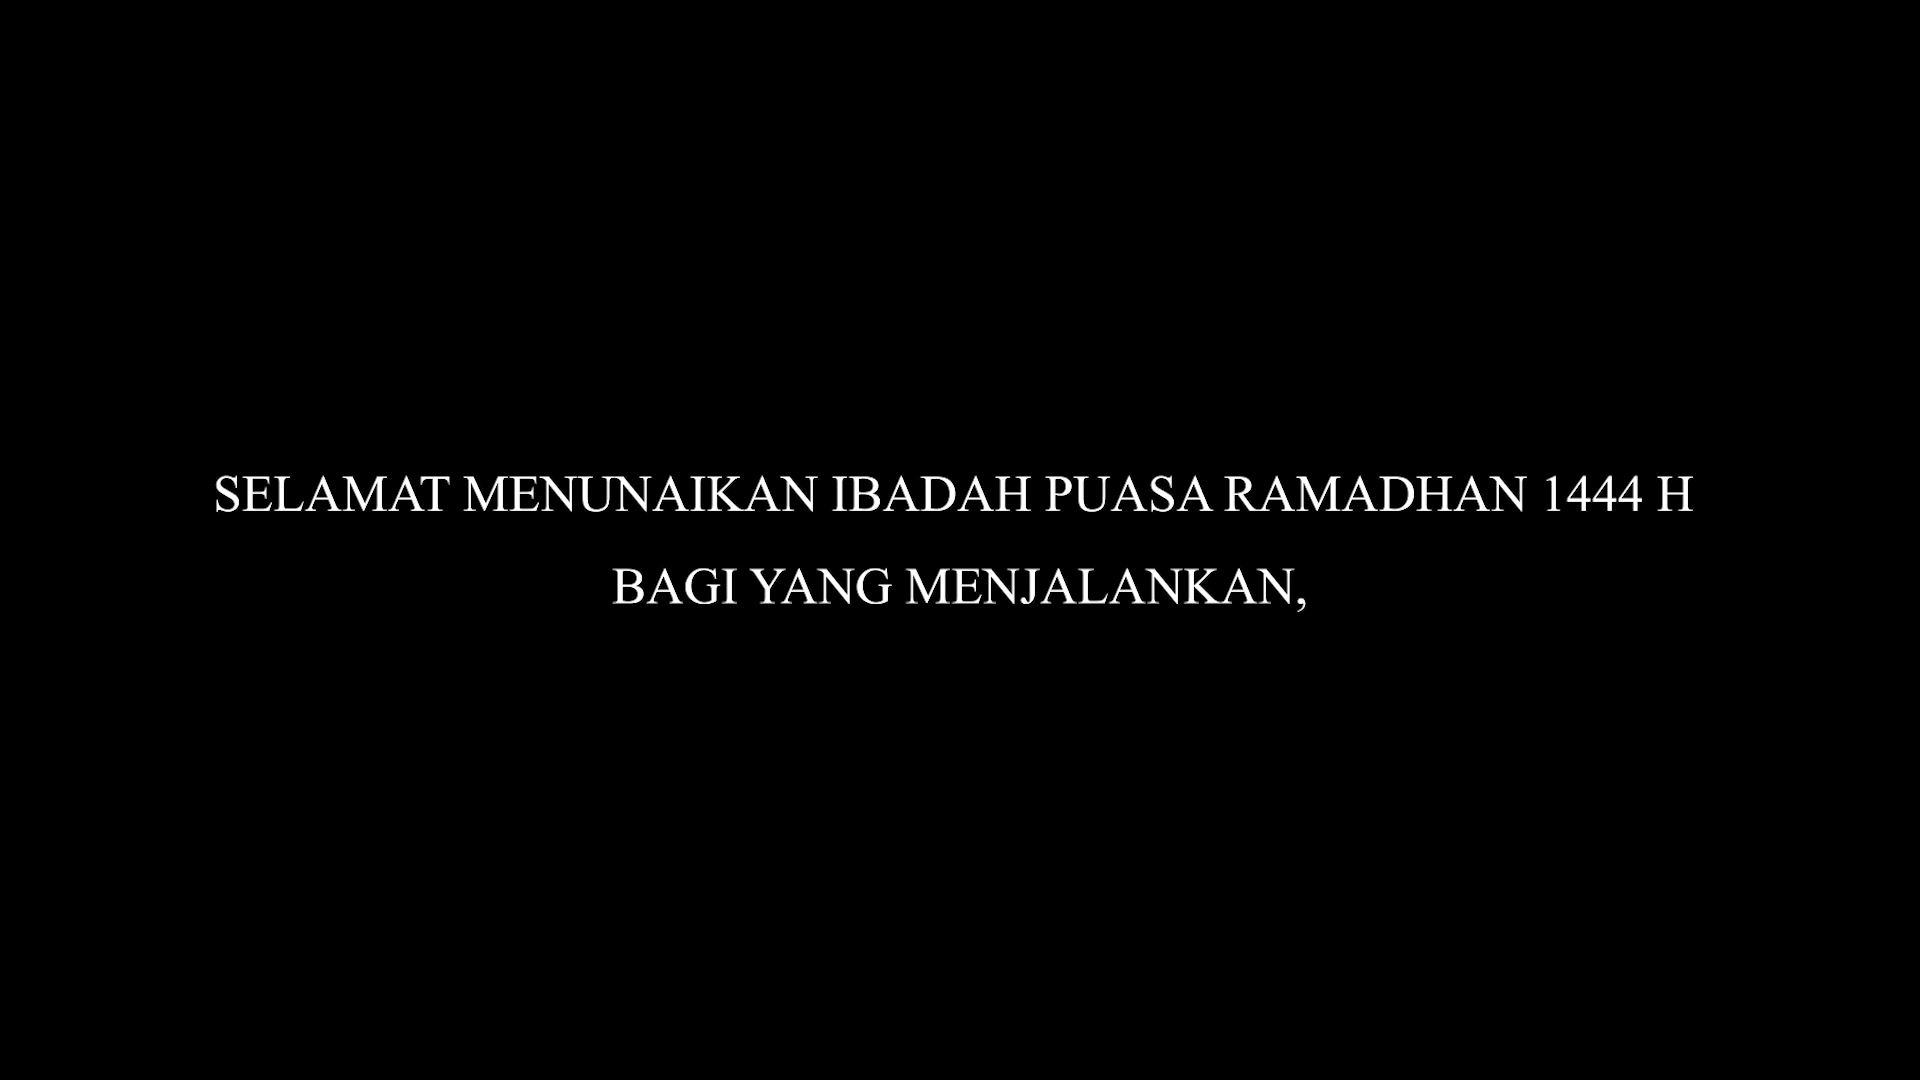 SELAMAT MENUNAIKAN IBADAH PUASA RAMADHAN 1444 H
BAGI YANG MENJALANKAN,